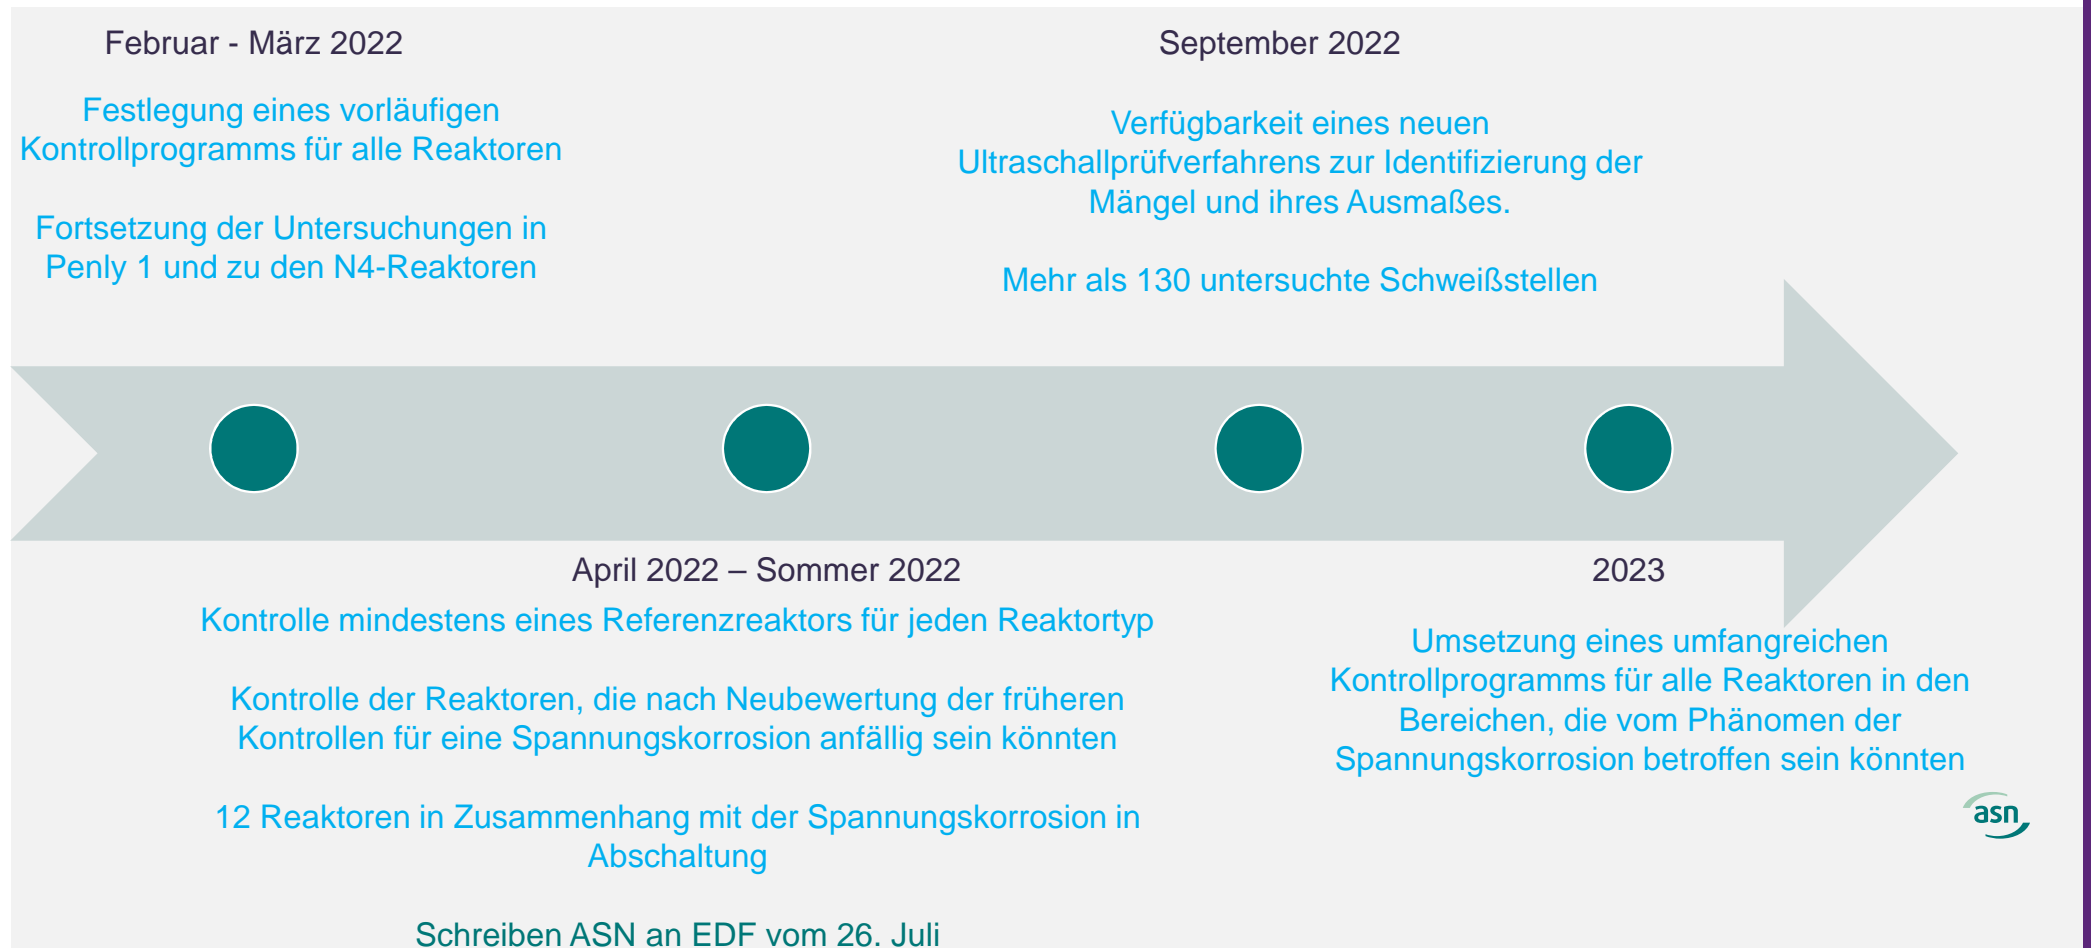 Februar - März 2022
Festlegung eines vorläufigen
Kontrollprogramms für alle Reaktoren
Fortsetzung der Untersuchungen in
Penly 1 und zu den N4-Reaktoren
September 2022
Verfügbarkeit eines neuen
Ultraschallprüfverfahrens zur Identifizierung der
Mängel und ihres Ausmaßes.
Mehr als 130 untersuchte Schweißstellen
April 2022 – Sommer 2022
Kontrolle mindestens eines Referenzreaktors für jeden Reaktortyp
Kontrolle der Reaktoren, die nach Neubewertung der früheren
Kontrollen für eine Spannungskorrosion anfällig sein könnten
12 Reaktoren in Zusammenhang mit der Spannungskorrosion in
Abschaltung
Schreiben ASN an EDF vom 26. Juli
2023
Umsetzung eines umfangreichen
Kontrollprogramms für alle Reaktoren in den
Bereichen, die vom Phänomen der
Spannungskorrosion betroffen sein könnten
asn